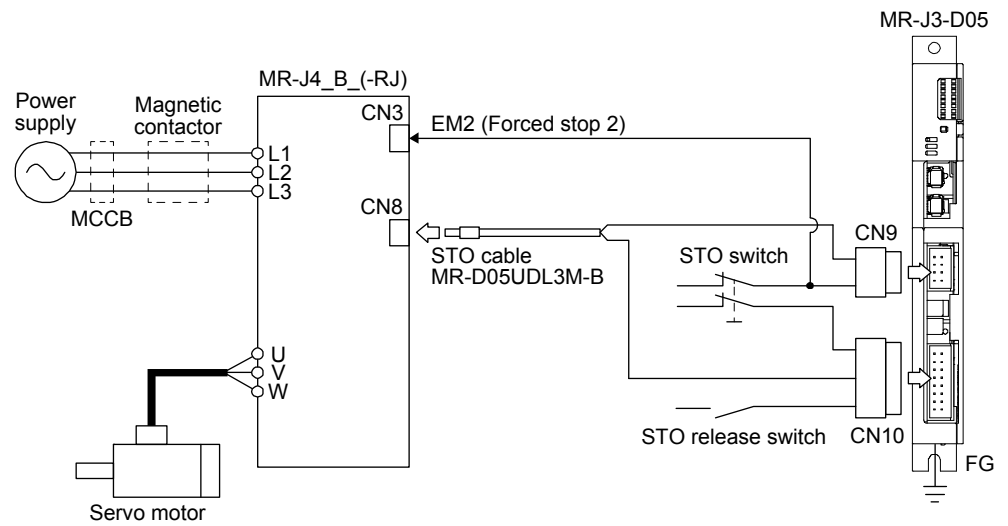 MR-J3-D05
MR-J4_B_(-RJ)
Power
supply
Magnetic
contactor
CN3
EM2 (Forced stop 2)
L1
L2
L3
MCCB
CN8
STO cable
MR-D05UDL3M-B
STO switch
CN9
U
V
W
STO release switch
CN10
FG
Servo motor